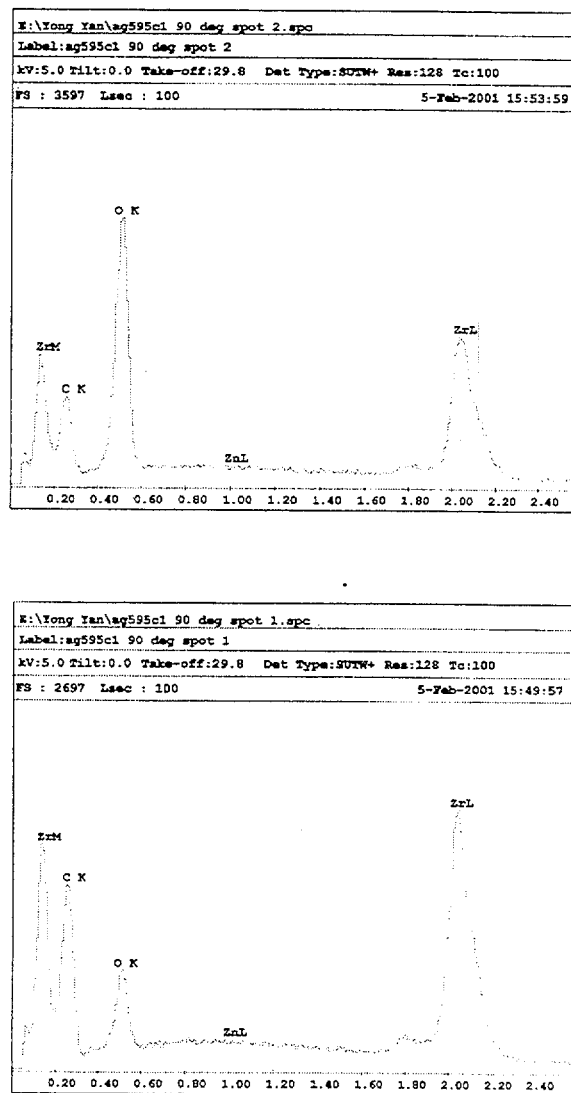 E:\Yong Yan\ag595c1 90 deg spot 2.spc
Label:ag595c1 90 deg spot 2
kV:5.0 Tilt:0.0 Take-off:29.8 Det Type:SUTW+ Res:128 Tc:100
FS : 3597 Lsec : 100 5-Feb-2001 15:53:59
O K
ZrL
ZrM
C K
ZnL
0.20 0.40 0.60 0.80 1.00 1.20 1.40 1.60 1.80 2.00 2.20 2.40
E:\Yong Yan\ag595c1 90 deg spot 1.spc
Label:ag595c1 90 deg spot 1
kV:5.0 Tilt:0.0 Take-off:29.8 Det Type:SUTW+ Res:128 Tc:100
FS : 2697 Lsec : 100 5-Feb-2001 15:49:57
ZrL
ZrM
C K
O K
ZnL
0.20 0.40 0.60 0.80 1.00 1.20 1.40 1.60 1.80 2.00 2.20 2.40